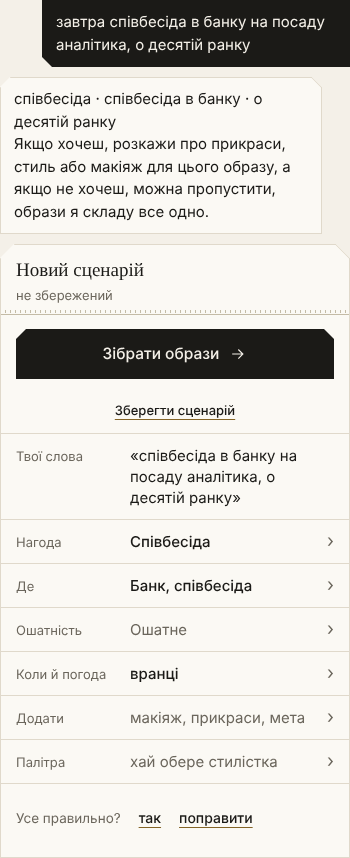 завтра співбесіда в банку на посаду
аналітика, о десятій ранку
співбесіда · співбесіда в банку · о
десятій ранку
Якщо хочеш, розкажи про прикраси,
стиль або макіяж для цього образу, а
якщо не хочеш, можна пропустити,
образи я складу все одно.
Новий сценарій
не збережений
Зібрати образи →
Зберегти сценарій
Твої слова «співбесіда в банку на
посаду аналітика, о
десятій ранку»
Нагода Співбесіда ›
Де Банк, співбесіда ›
Ошатність Ошатне ›
Коли й погода вранці ›
Додати макіяж, прикраси, мета ›
Палітра хай обере стилістка ›
Усе правильно? так поправити